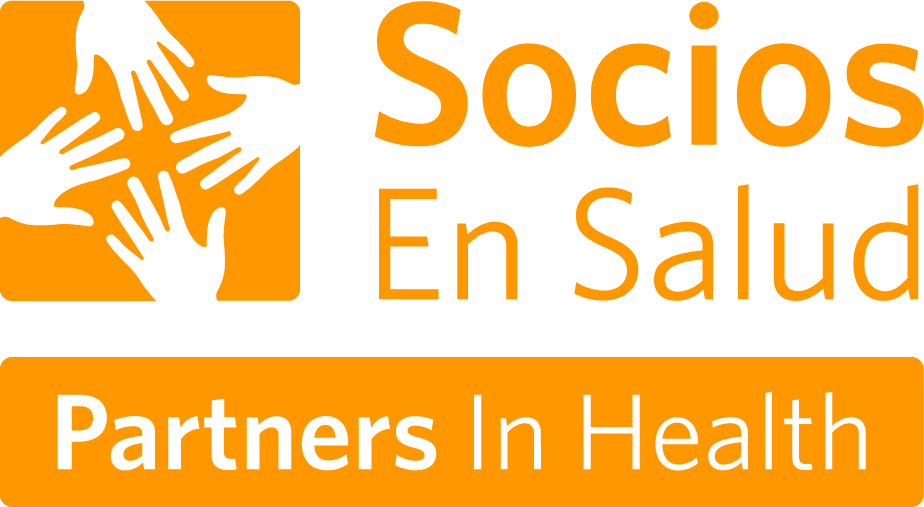 Socios
En Salud
Partners In Health